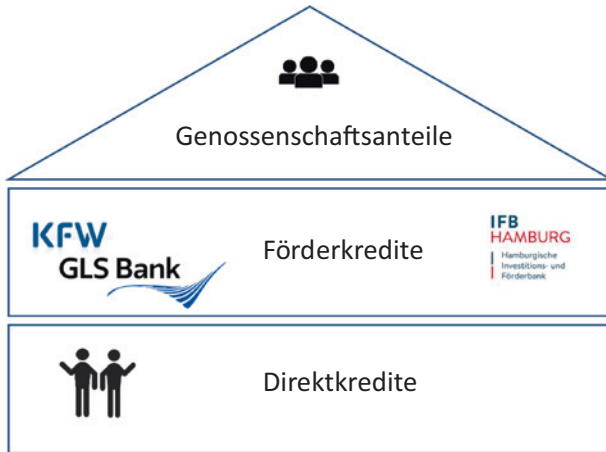 Genossenschaftsanteile
KFW
GLS Bank
Förderkredite
IFB
HAMBURG
Hamburgische
Investitions- und
Förderbank
Direktkredite